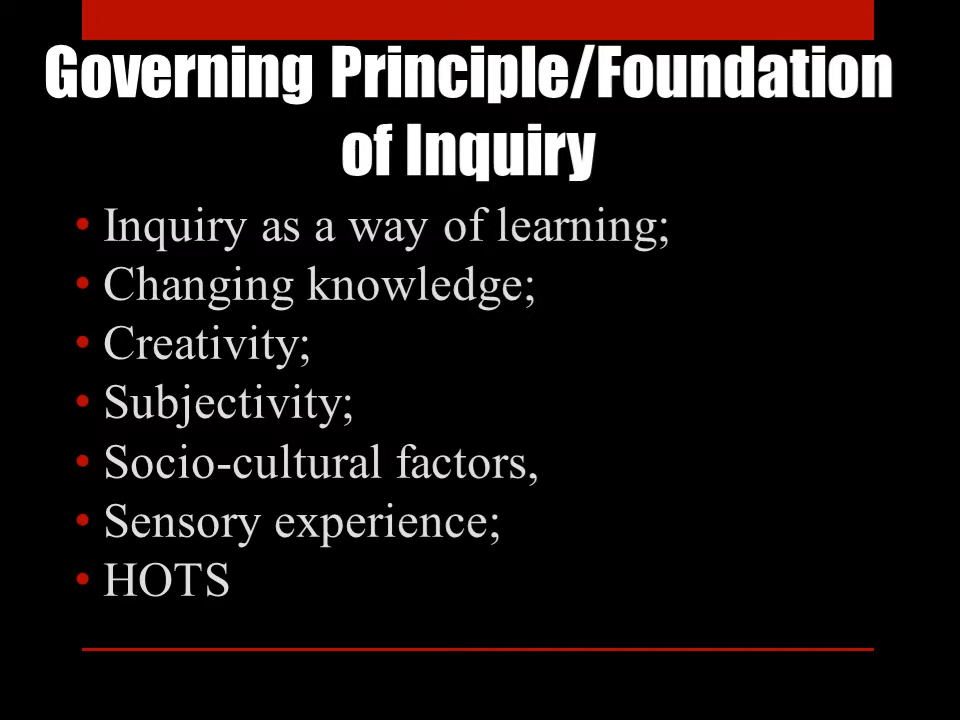 Governing Principle/Foundation
of Inquiry
• Inquiry as a way of learning;
• Changing knowledge;
• Creativity;
• Subjectivity;
• Socio-cultural factors,
• Sensory experience;
• HOTS